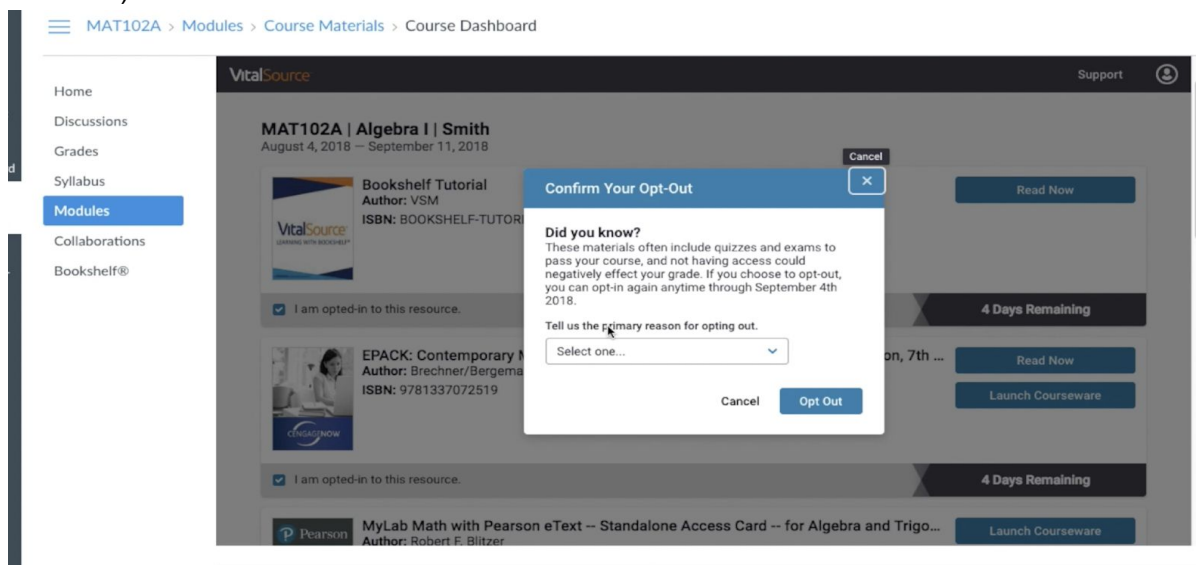 MAT102A > Modules > Course Materials > Course Dashboard
Home
Discussions
Grades
Syllabus
Modules
Collaborations
Bookshelf®
VitalSource
Support
MAT102A | Algebra I | Smith
August 4, 2018 — September 11, 2018
Bookshelf Tutorial
Author: VSM
ISBN: BOOKSHELF-TUTORI
VitalSource
LEARNING WITH BOOKSHELF®
Read Now
I am opted-in to this resource.
4 Days Remaining
Cancel
Confirm Your Opt-Out
Did you know?
These materials often include quizzes and exams to
pass your course, and not having access could
negatively effect your grade. If you choose to opt-out,
you can opt-in again anytime through September 4th
2018.
Tell us the primary reason for opting out.
Select one...
Cancel
Opt Out
EPACK: Contemporary M
on, 7th ...
Author: Brechner/Bergema
ISBN: 9781337072519
CENGAGENOW
Read Now
Launch Courseware
I am opted-in to this resource.
4 Days Remaining
Pearson
MyLab Math with Pearson eText -- Standalone Access Card -- for Algebra and Trigo...
Author: Robert F. Blitzer
Launch Courseware